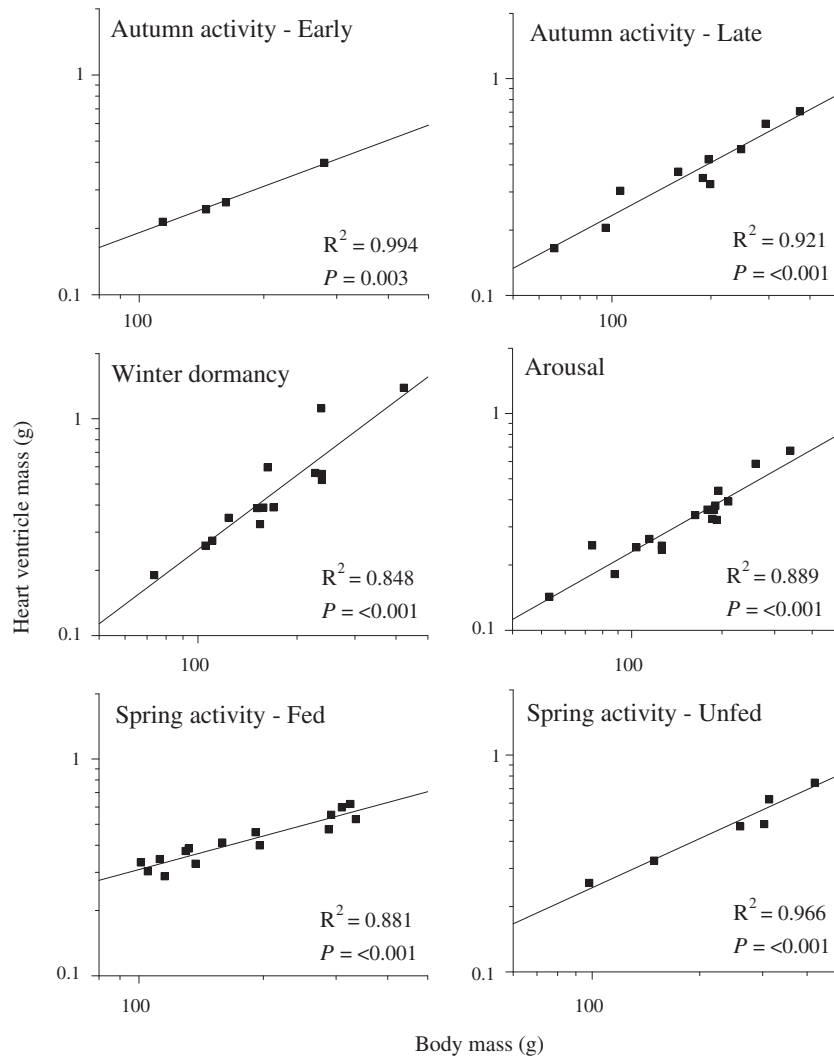 Autumn activity - Early
1
R² = 0.994
P = 0.003
0.1
100
Autumn activity - Late
1
R² = 0.921
P = <0.001
0.1
100
Winter dormancy
1
R² = 0.848
P = <0.001
0.1
100
Arousal
1
R² = 0.889
P = <0.001
0.1
100
Spring activity - Fed
1
R² = 0.881
P = <0.001
0.1
100
Spring activity - Unfed
1
R² = 0.966
P = <0.001
0.1
100
Heart ventricle mass (g)
Body mass (g)